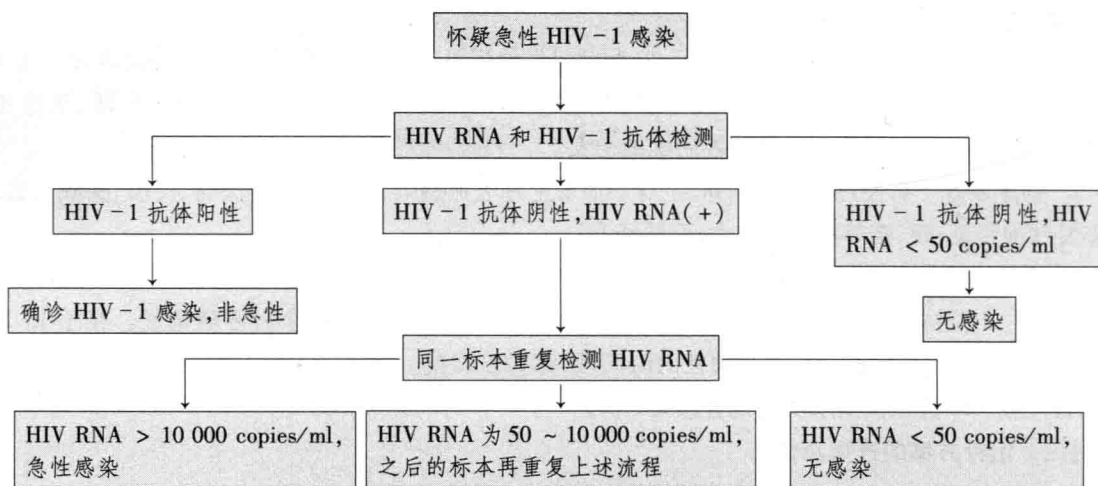 怀疑急性 HIV-1 感染
HIV RNA 和 HIV-1 抗体检测
HIV-1 抗体阳性
HIV-1 抗体阴性,HIV RNA(+)
HIV-1 抗体阴性,HIV
RNA < 50 copies/ml
确诊 HIV-1 感染,非急性
无感染
同一标本重复检测 HIV RNA
HIV RNA > 10 000 copies/ml,
急性感染
HIV RNA 为 50 ~ 10 000 copies/ml,
之后的标本再重复上述流程
HIV RNA < 50 copies/ml,
无感染